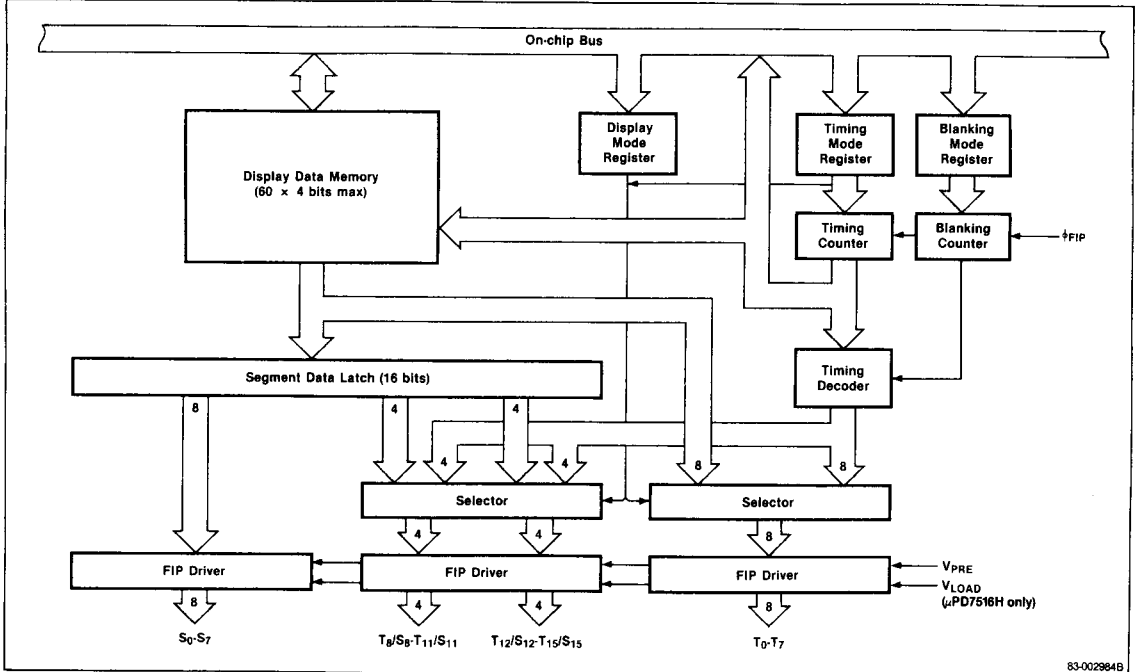 On-chip Bus
Display Data Memory
(60 × 4 bits max)
Display
Mode
Register
Timing
Mode
Register
Blanking
Mode
Register
Timing
Counter
Blanking
Counter
ϕFIP
Segment Data Latch (16 bits)
Timing
Decoder
8
4
4
4
4
8
8
Selector
Selector
4
4
8
FIP Driver
FIP Driver
FIP Driver
VPRE
VLOAD
(μPD7516H only)
8
4
4
8
S0-S7
T8/S8-T11/S11
T12/S12-T15/S15
T0-T7
83-002984B